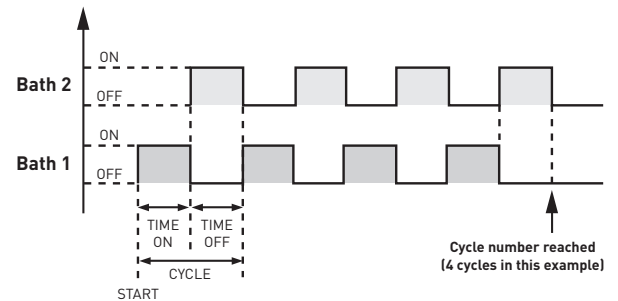 ON
Bath 2
OFF
ON
Bath 1
OFF
TIME
ON
TIME
OFF
CYCLE
START
Cycle number reached
(4 cycles in this example)